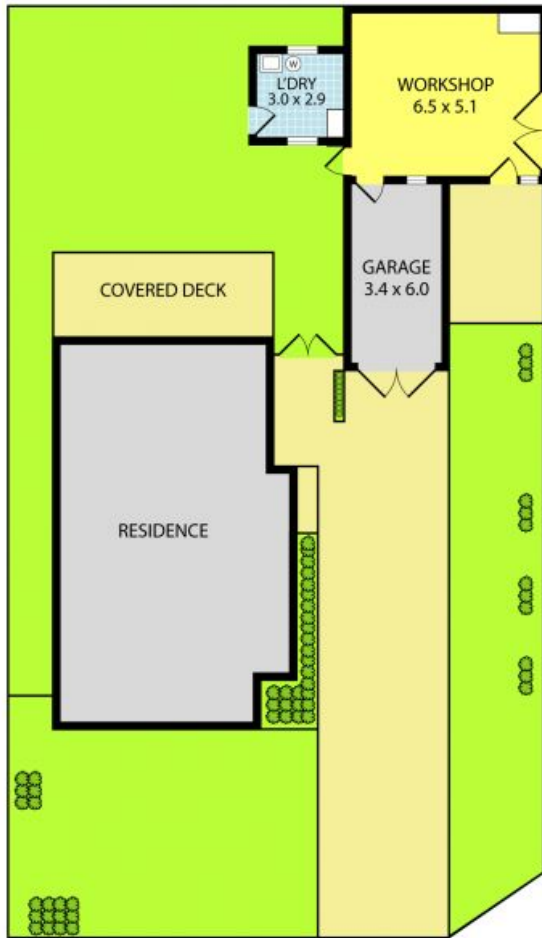 WORKSHOP
6.5 x 5.1
W
L'DRY
3.0 x 2.9
GARAGE
3.4 x 6.0
COVERED DECK
RESIDENCE